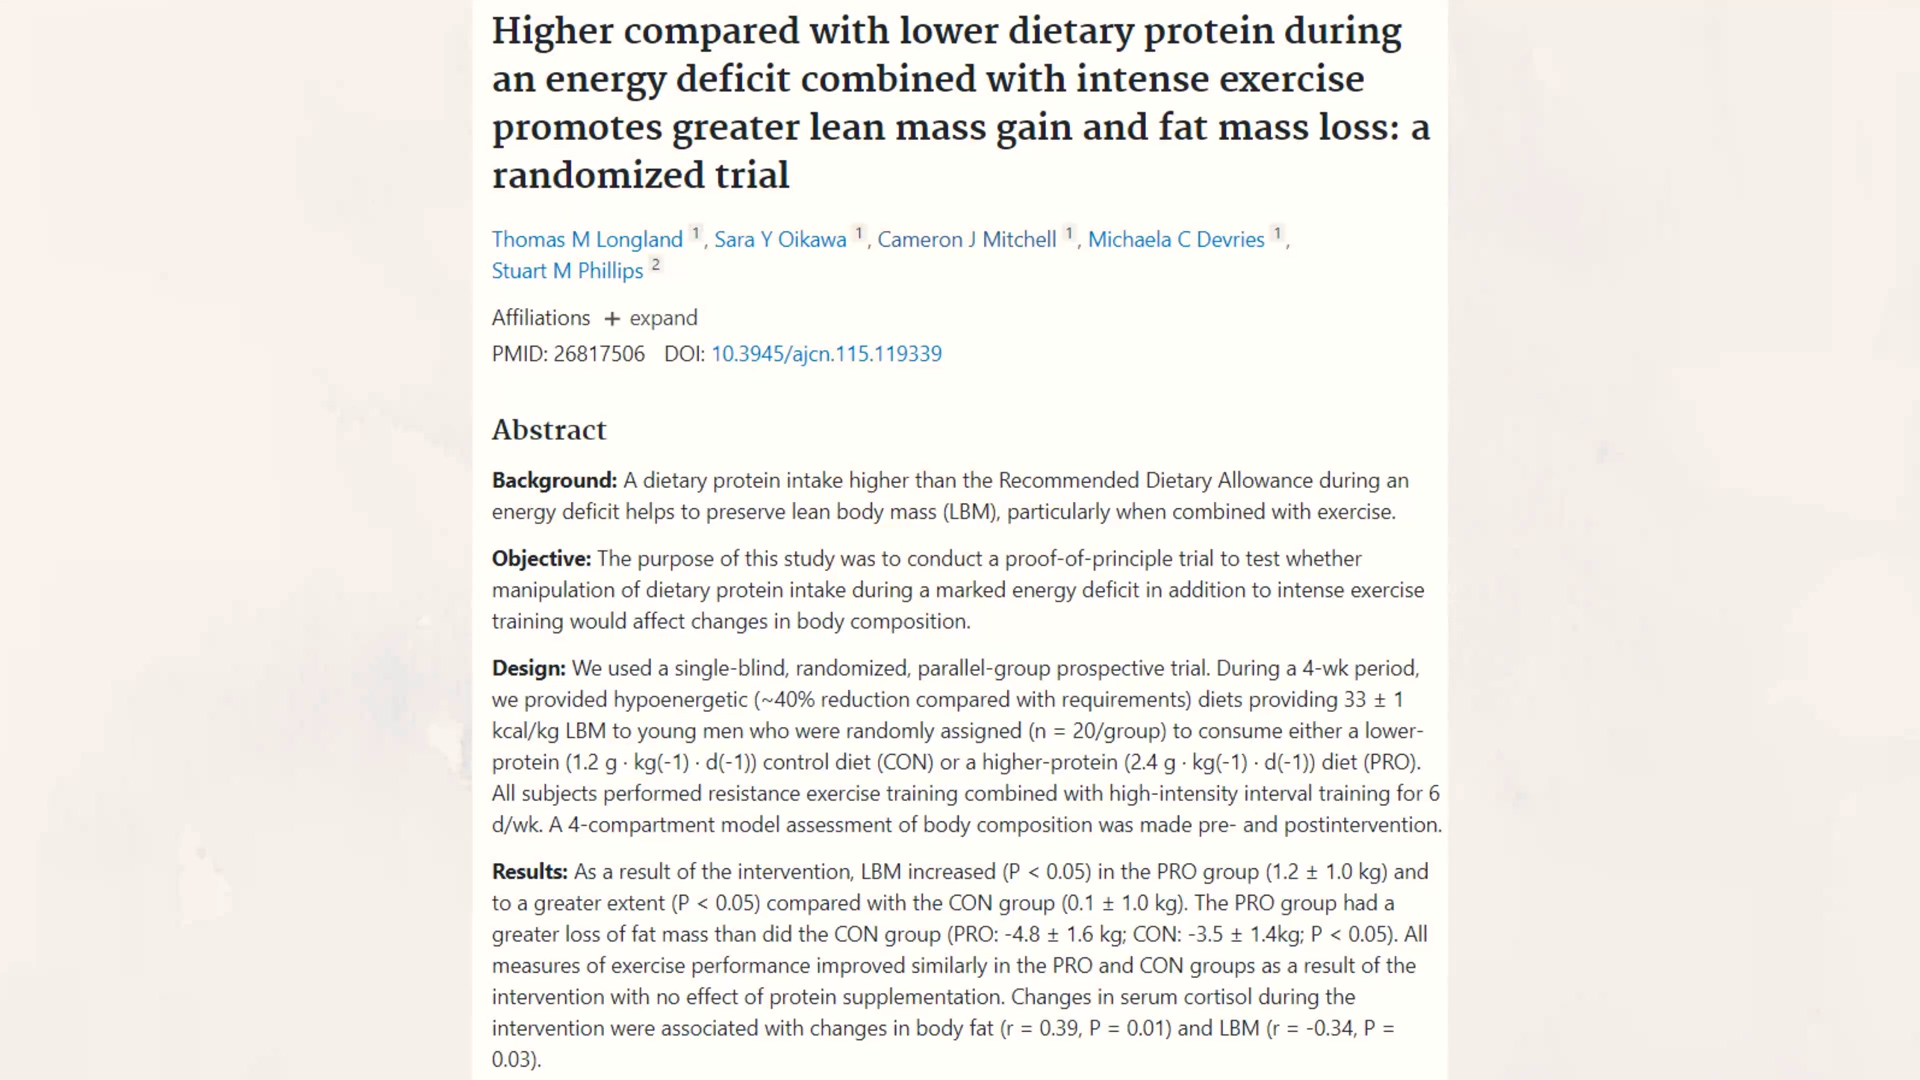 Higher compared with lower dietary protein during
an energy deficit combined with intense exercise
promotes greater lean mass gain and fat mass loss: a
randomized trial
Thomas M Longland 1, Sara Y Oikawa 1, Cameron J Mitchell 1, Michaela C Devries 1,
Stuart M Phillips 2
Affiliations + expand
PMID: 26817506 DOI: 10.3945/ajcn.115.119339
Abstract
Background: A dietary protein intake higher than the Recommended Dietary Allowance during an
energy deficit helps to preserve lean body mass (LBM), particularly when combined with exercise.
Objective: The purpose of this study was to conduct a proof-of-principle trial to test whether
manipulation of dietary protein intake during a marked energy deficit in addition to intense exercise
training would affect changes in body composition.
Design: We used a single-blind, randomized, parallel-group prospective trial. During a 4-wk period,
we provided hypoenergetic (~40% reduction compared with requirements) diets providing 33 ± 1
kcal/kg LBM to young men who were randomly assigned (n = 20/group) to consume either a lower-
protein (1.2 g · kg(-1) · d(-1)) control diet (CON) or a higher-protein (2.4 g · kg(-1) · d(-1)) diet (PRO).
All subjects performed resistance exercise training combined with high-intensity interval training for 6
d/wk. A 4-compartment model assessment of body composition was made pre- and postintervention.
Results: As a result of the intervention, LBM increased (P < 0.05) in the PRO group (1.2 ± 1.0 kg) and
to a greater extent (P < 0.05) compared with the CON group (0.1 ± 1.0 kg). The PRO group had a
greater loss of fat mass than did the CON group (PRO: -4.8 ± 1.6 kg; CON: -3.5 ± 1.4kg; P < 0.05). All
measures of exercise performance improved similarly in the PRO and CON groups as a result of the
intervention with no effect of protein supplementation. Changes in serum cortisol during the
intervention were associated with changes in body fat (r = 0.39, P = 0.01) and LBM (r = -0.34, P =
0.03).